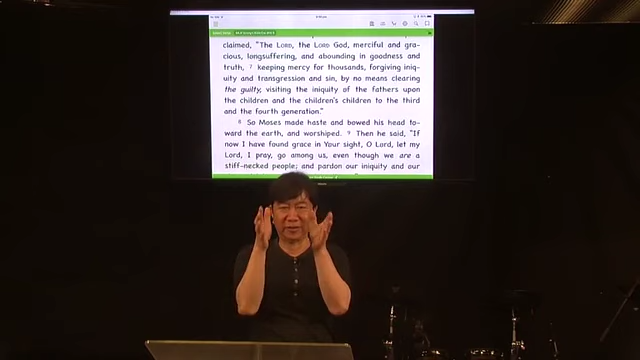 claimed, "The LORD, the LORD God, merciful and gra-
cious, longsuffering, and abounding in goodness and
truth, 7 keeping mercy for thousands, forgiving iniq-
uity and transgression and sin, by no means clearing
the guilty, visiting the iniquity of the fathers upon
the children and the children's children to the third
and the fourth generation."
8 So Moses made haste and bowed his head to-
ward the earth, and worshiped. 9 Then he said, "If
now I have found grace in Your sight, O Lord, let my
Lord, I pray, go among us, even though we are a
stiff-necked people; and pardon our iniquity and our